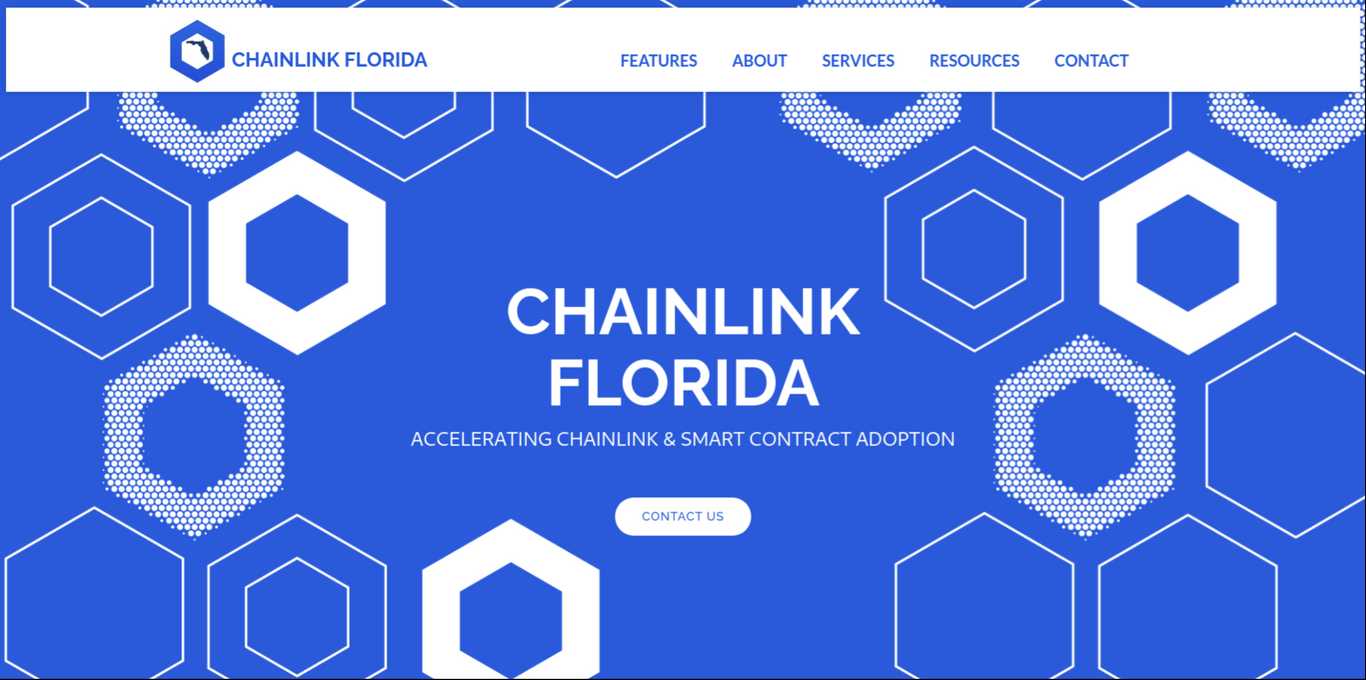 CHAINLINK FLORIDA
FEATURES ABOUT SERVICES RESOURCES CONTACT
CHAINLINK
FLORIDA
ACCELERATING CHAINLINK & SMART CONTRACT ADOPTION
CONTACT US